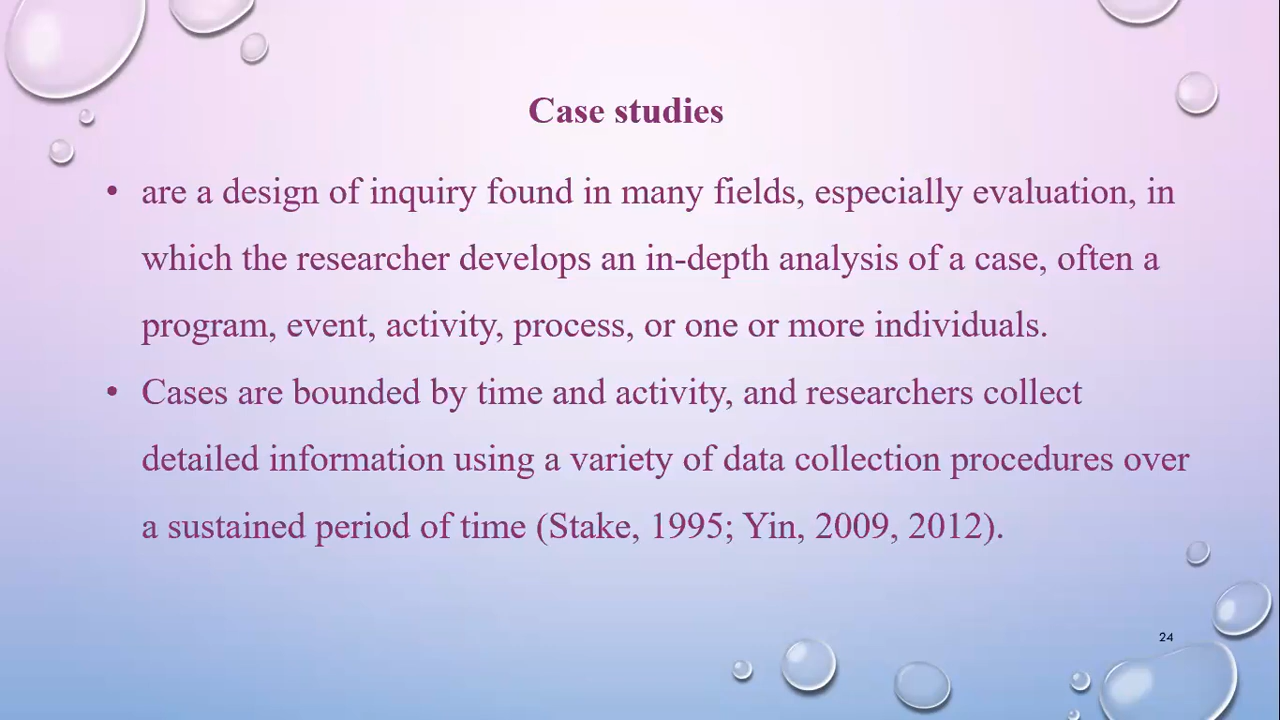 Case studies
• are a design of inquiry found in many fields, especially evaluation, in
which the researcher develops an in-depth analysis of a case, often a
program, event, activity, process, or one or more individuals.
• Cases are bounded by time and activity, and researchers collect
detailed information using a variety of data collection procedures over
a sustained period of time (Stake, 1995; Yin, 2009, 2012).
24